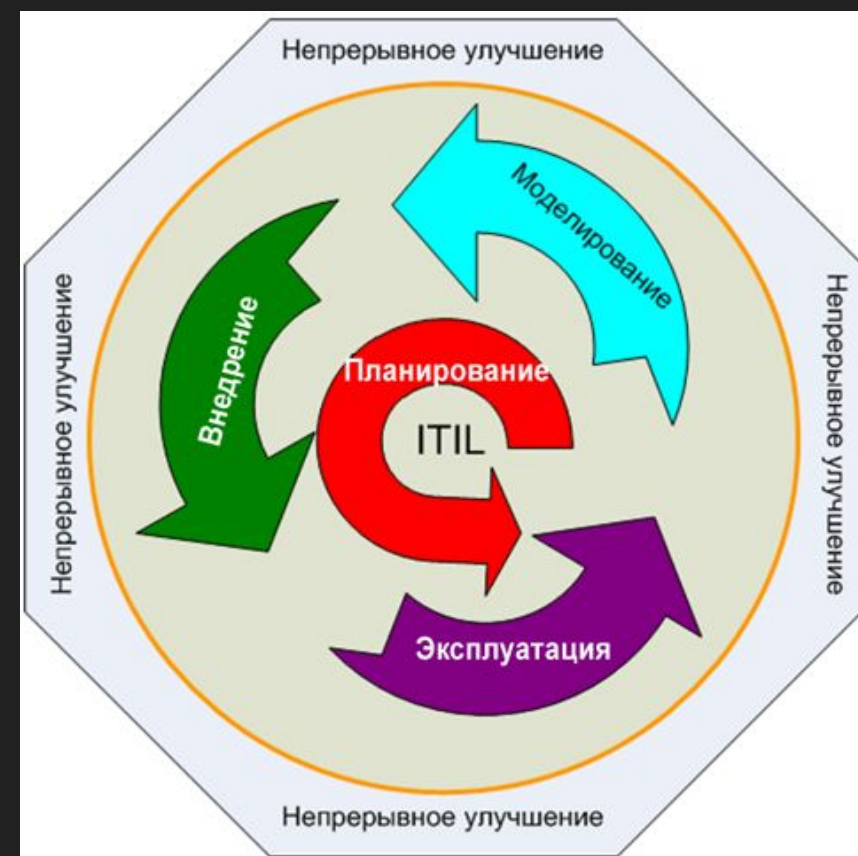 Непрерывное улучшение
Моделирование
Непрерывное улучшение
Внедрение
Планирование
ITIL
Непрерывное улучшение
Эксплуатация
Непрерывное улучшение